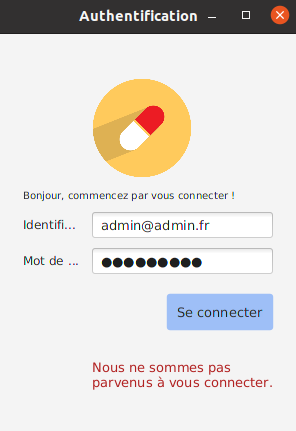 Authentification
Bonjour, commencez par vous connecter !
Identifi...
admin@admin.fr
Mot de ...
●●●●●●●●●
Se connecter
Nous ne sommes pas
parvenus à vous connecter.